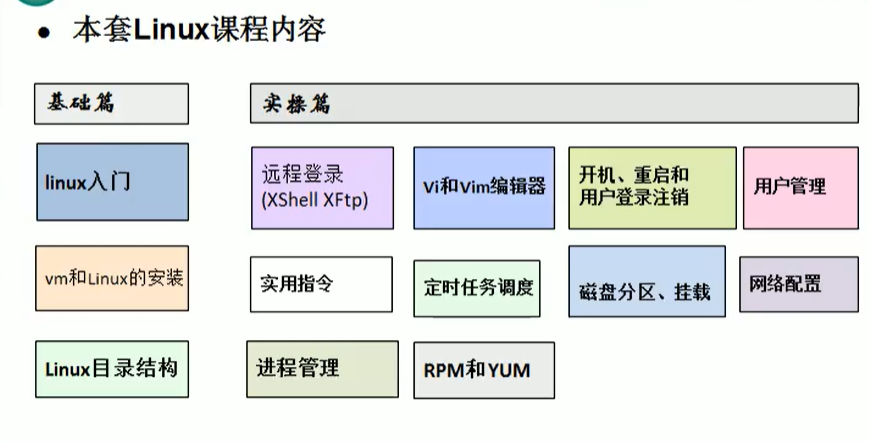 本套Linux课程内容
基础篇
实操篇
linux入门
远程登录
(XShell XFtp)
Vi和Vim编辑器
开机、重启和
用户登录注销
用户管理
vm和Linux的安装
实用指令
定时任务调度
磁盘分区、挂载
网络配置
Linux目录结构
进程管理
RPM和YUM